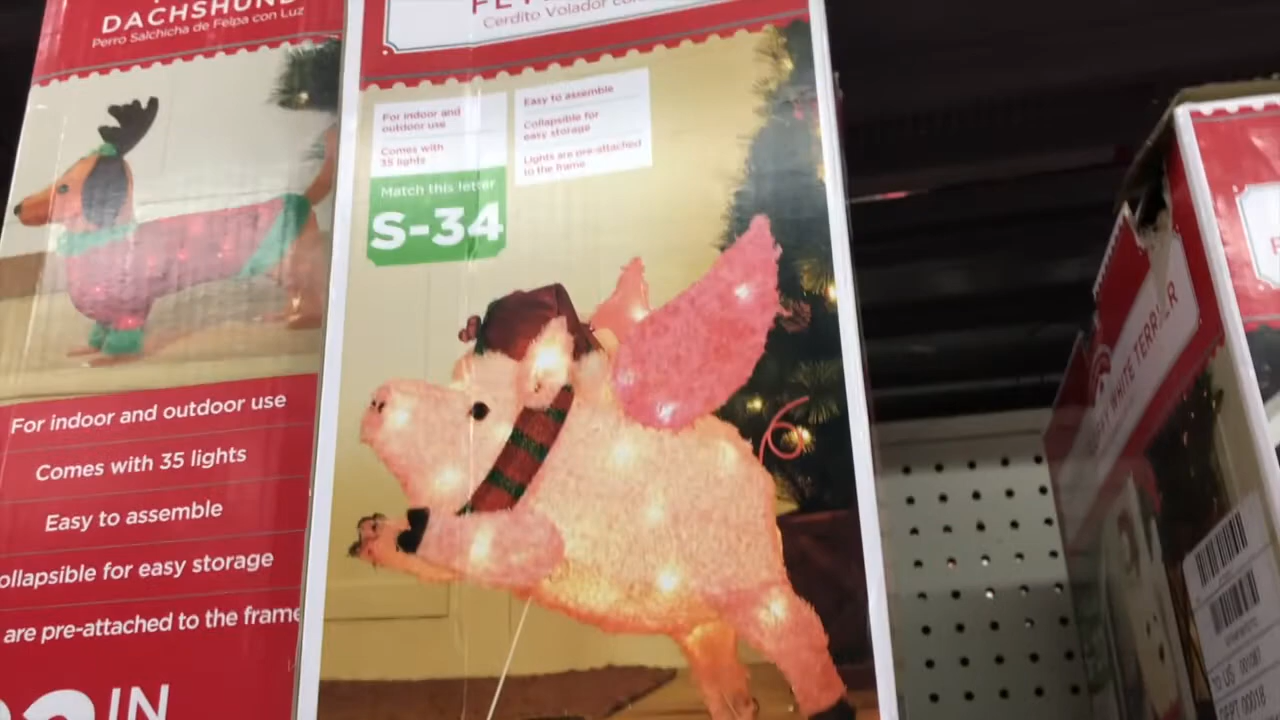 DACHSHUND
Perro Salchicha de Felpa con Luz
For indoor and outdoor use
Comes with 35 lights
Easy to assemble
ollapsible for easy storage
are pre-attached to the frame
IN
Cerdito Volador
For indoor and
outdoor use
Comes with
35 lights
Easy to assemble
Collapsible for
easy storage
Lights are pre-attached
to the frame
Match this letter
S-34
WHITE TERRIER